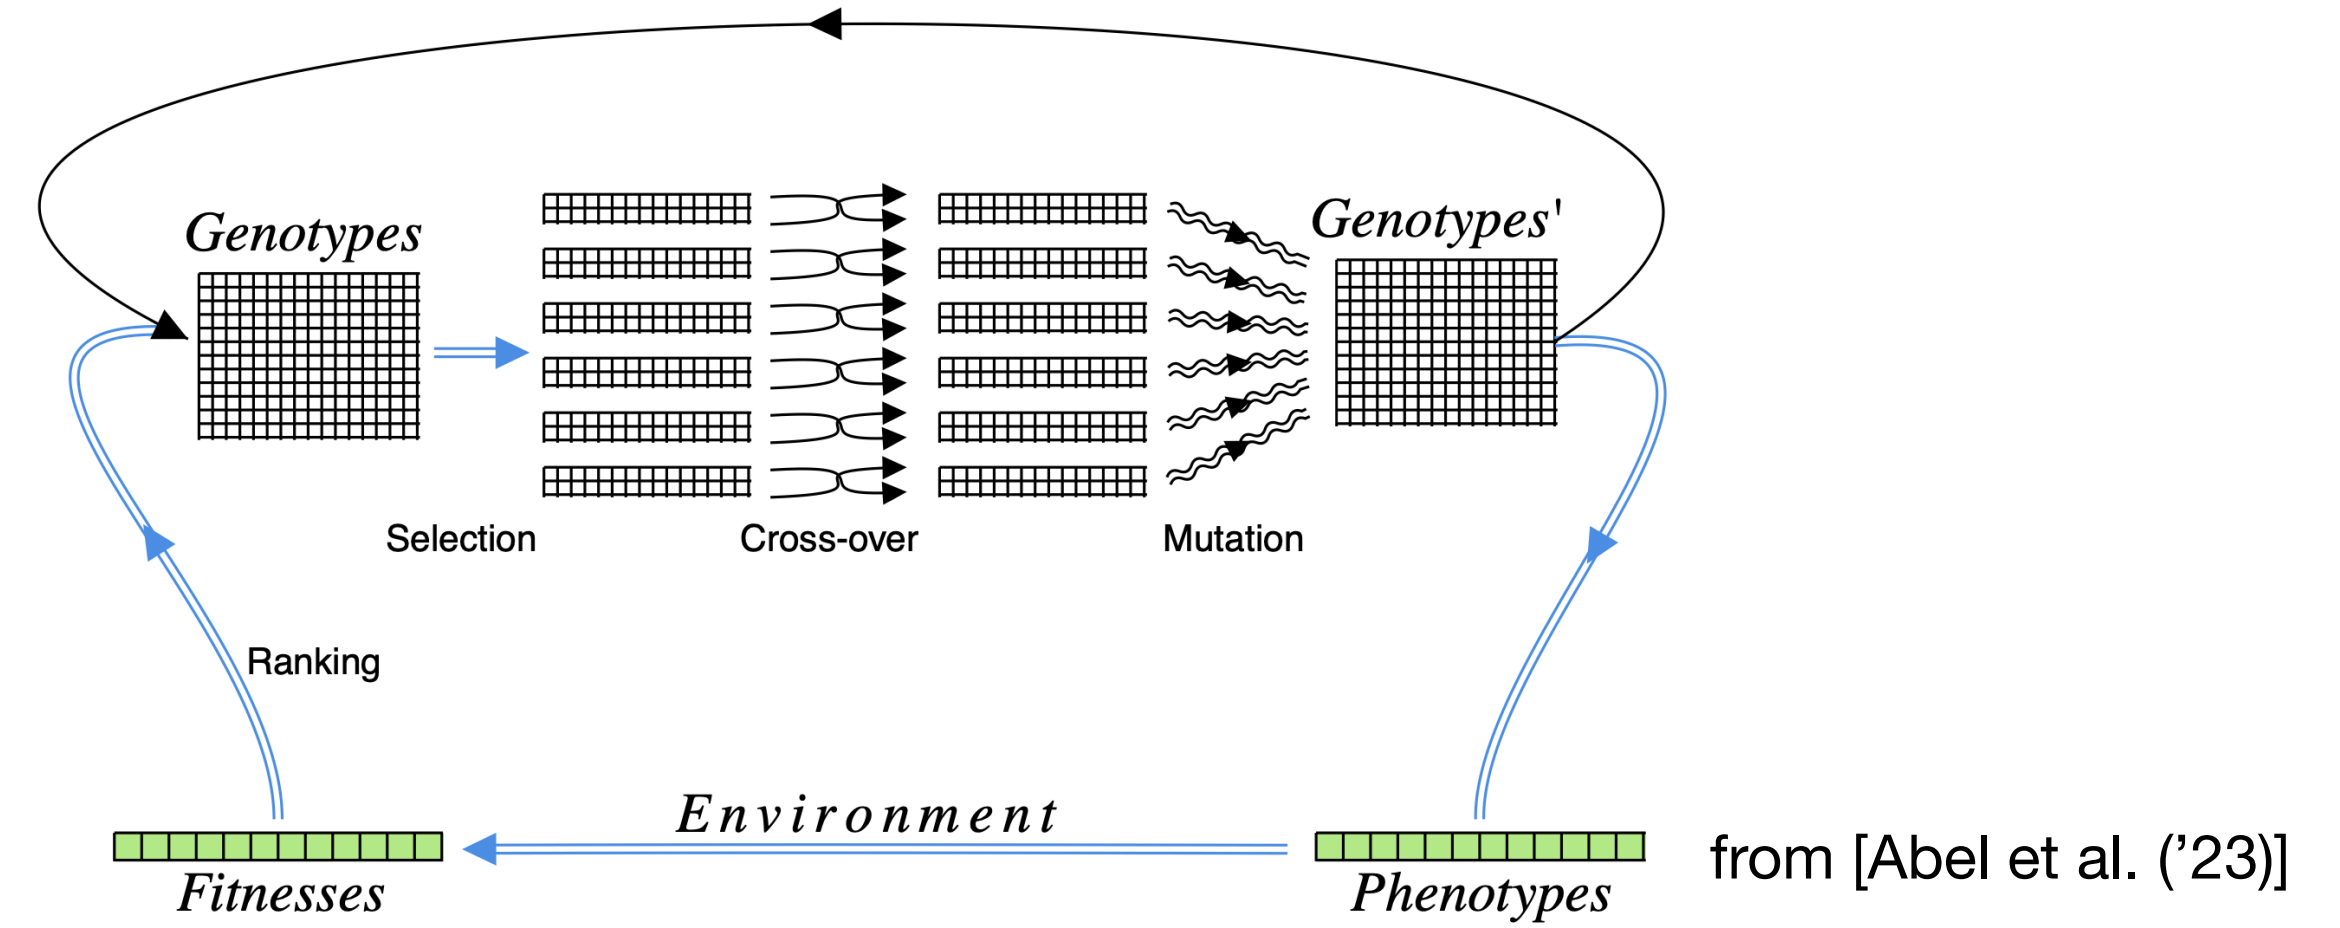 Genotypes
Genotypes'
Selection
Cross-over
Mutation
Ranking
Environment
Fitnesses
Phenotypes
from [Abel et al. (’23)]